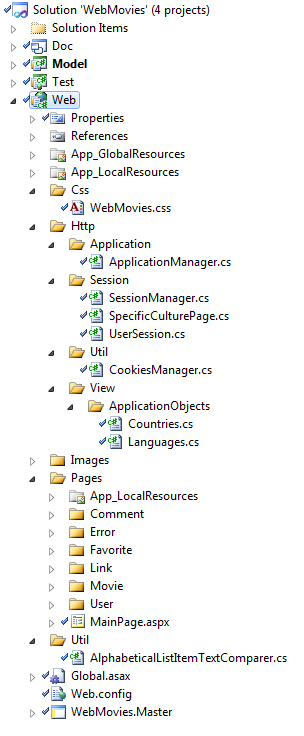 Solution 'WebMovies' (4 projects)
Solution Items
Doc
Model
Test
Web
Properties
References
App_GlobalResources
App_LocalResources
Css
WebMovies.css
Http
Application
ApplicationManager.cs
Session
SessionManager.cs
SpecificCulturePage.cs
UserSession.cs
Util
CookiesManager.cs
View
ApplicationObjects
Countries.cs
Languages.cs
Images
Pages
App_LocalResources
Comment
Error
Favorite
Link
Movie
User
MainPage.aspx
Util
AlphabeticalListItemTextComparer.cs
Global.asax
Web.config
WebMovies.Master